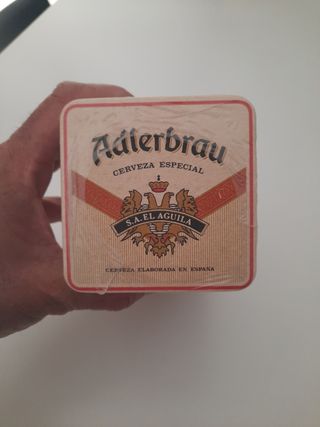 Adlerbrau
CERVEZA ESPECIAL
S.A. EL AGUILA
CERVEZA ELABORADA EN ESPAÑA